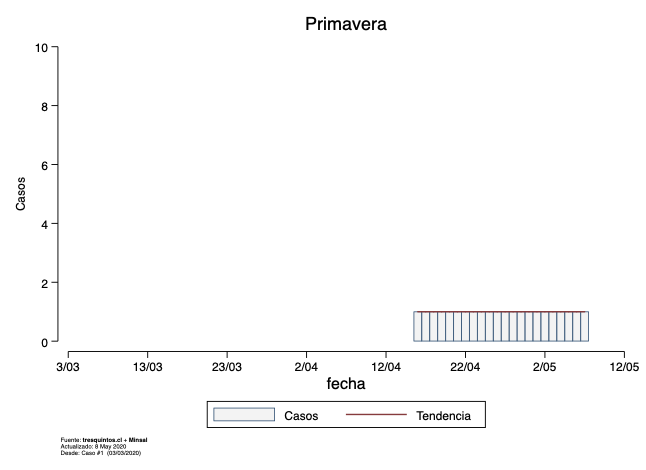 Primavera
10
8
6
4
2
0
Casos
3/03 13/03 23/03 2/04 12/04 22/04 2/05 12/05
fecha
Casos Tendencia
Fuente: tresquintos.cl + Minsal
Actualizado: 8 May 2020
Desde: Caso #1 (03/03/2020)